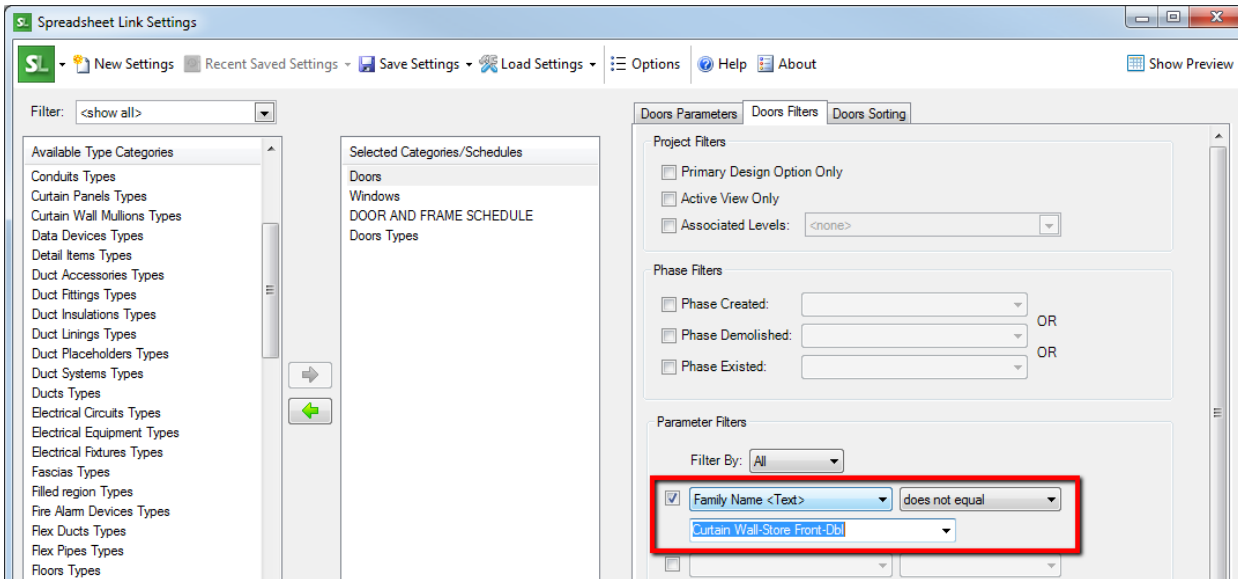 SL Spreadsheet Link Settings
SL New Settings Recent Saved Settings Save Settings Load Settings Options Help About Show Preview
Filter: <show all>
Available Type Categories
Conduits Types
Curtain Panels Types
Curtain Wall Mullions Types
Data Devices Types
Detail Items Types
Duct Accessories Types
Duct Fittings Types
Duct Insulations Types
Duct Linings Types
Duct Placeholders Types
Duct Systems Types
Ducts Types
Electrical Circuits Types
Electrical Equipment Types
Electrical Fixtures Types
Fascias Types
Filled region Types
Fire Alarm Devices Types
Flex Ducts Types
Flex Pipes Types
Floors Types
Selected Categories/Schedules
Doors
Windows
DOOR AND FRAME SCHEDULE
Doors Types
Doors Parameters Doors Filters Doors Sorting
Project Filters
Primary Design Option Only
Active View Only
Associated Levels: <none>
Phase Filters
Phase Created:
OR
Phase Demolished:
OR
Phase Existed:
Parameter Filters
Filter By: All
Family Name <Text> does not equal
Curtain Wall-Store Front-Dbl